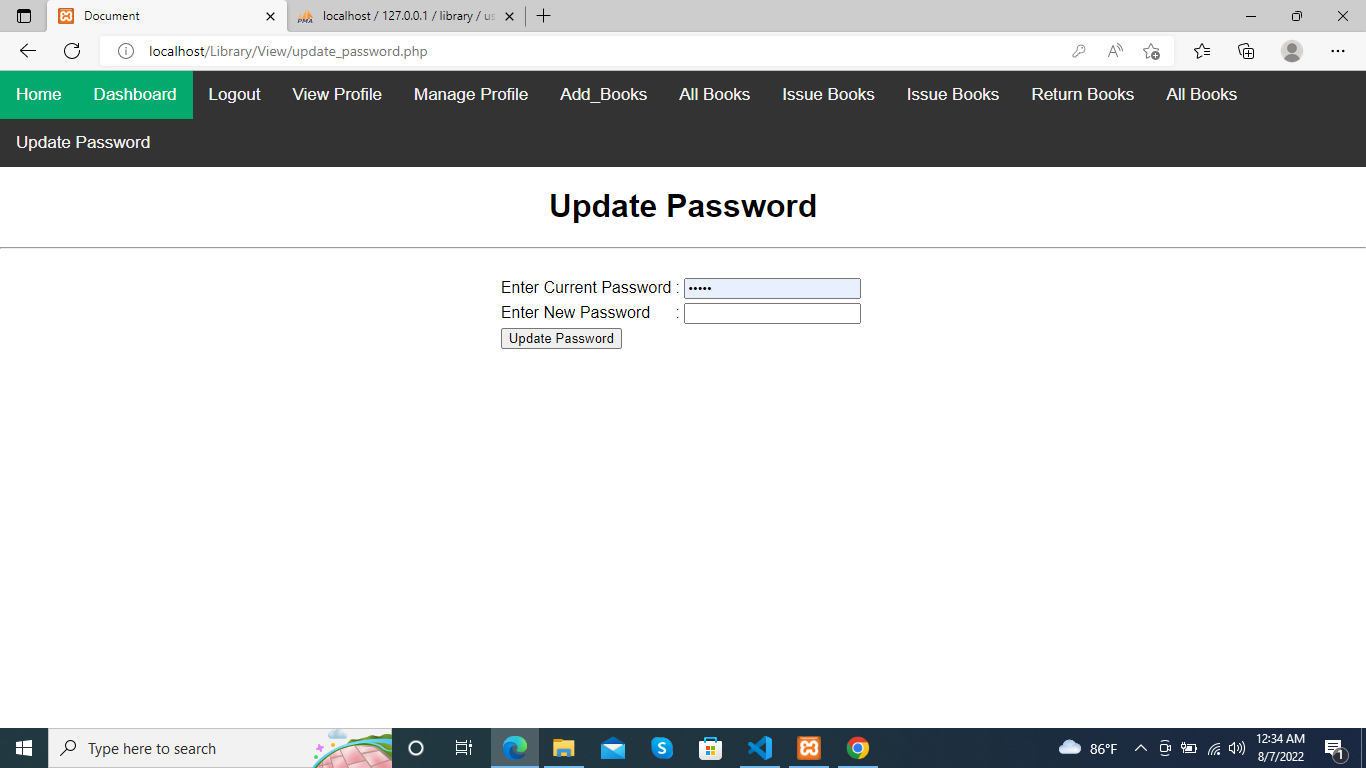 Document
localhost / 127.0.0.1 / library / us
localhost/Library/View/update_password.php
Home Dashboard Logout View Profile Manage Profile Add_Books All Books Issue Books Issue Books Return Books All Books
Update Password
Update Password
Enter Current Password :
Enter New Password :
Update Password
Type here to search
86°F
12:34 AM
8/7/2022
1